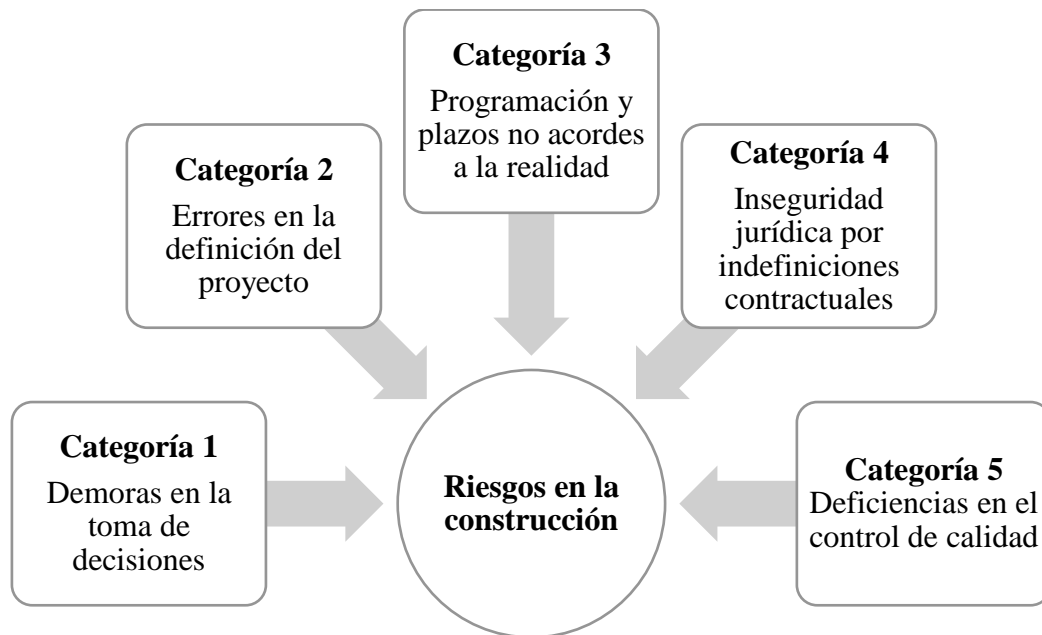 Categoría 1
Demoras en la
toma de
decisiones
Categoría 2
Errores en la
definición del
proyecto
Categoría 3
Programación y
plazos no acordes
a la realidad
Categoría 4
Inseguridad
jurídica por
indefiniciones
contractuales
Categoría 5
Deficiencias en el
control de calidad
Riesgos en la
construcción